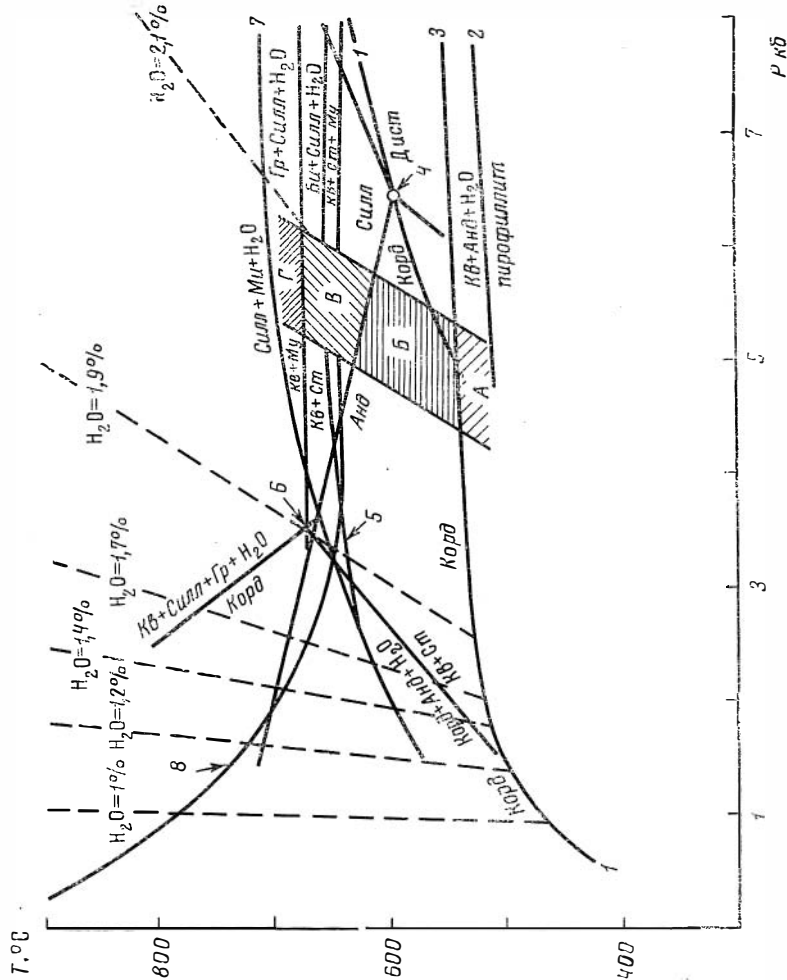 T,°C
800
600
400
1
3
5
7
P кб
H₂O=1%
H₂O=1,2%
H₂O=1,4%
H₂O=1,7%
H₂O=1,9%
H₂O=2,1%
8
7
Кв+Силл+Гр+H₂O
Корд
6
5
Силл+Ми+H₂O
Гр+Силл+H₂O
кв+Му
Би+Силл+H₂O
кв+Ст+Му
Кв+Ст
Г
В
Б
А
Анд
Силл
Корд
Дист
4
1
3
2
Кв+Анд+H₂O
пирофиллит
Корд
Корд+Анд+H₂O
Кв+Ст
Корд
1